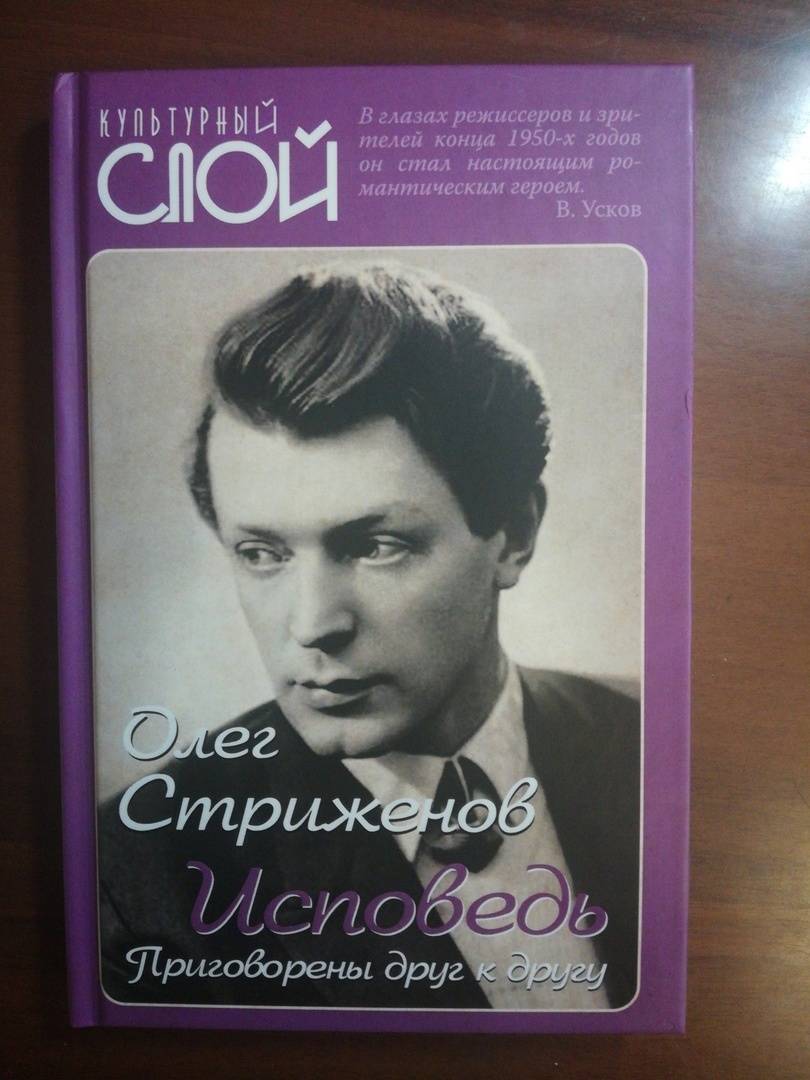 КУЛЬТУРНЫЙ
СЛОЙ
В глазах режиссеров и зри-
телей конца 1950-х годов
он стал настоящим ро-
мантическим героем.
В. Усков
Олег
Стриженов
Исповедь
Приговорены друг к другу